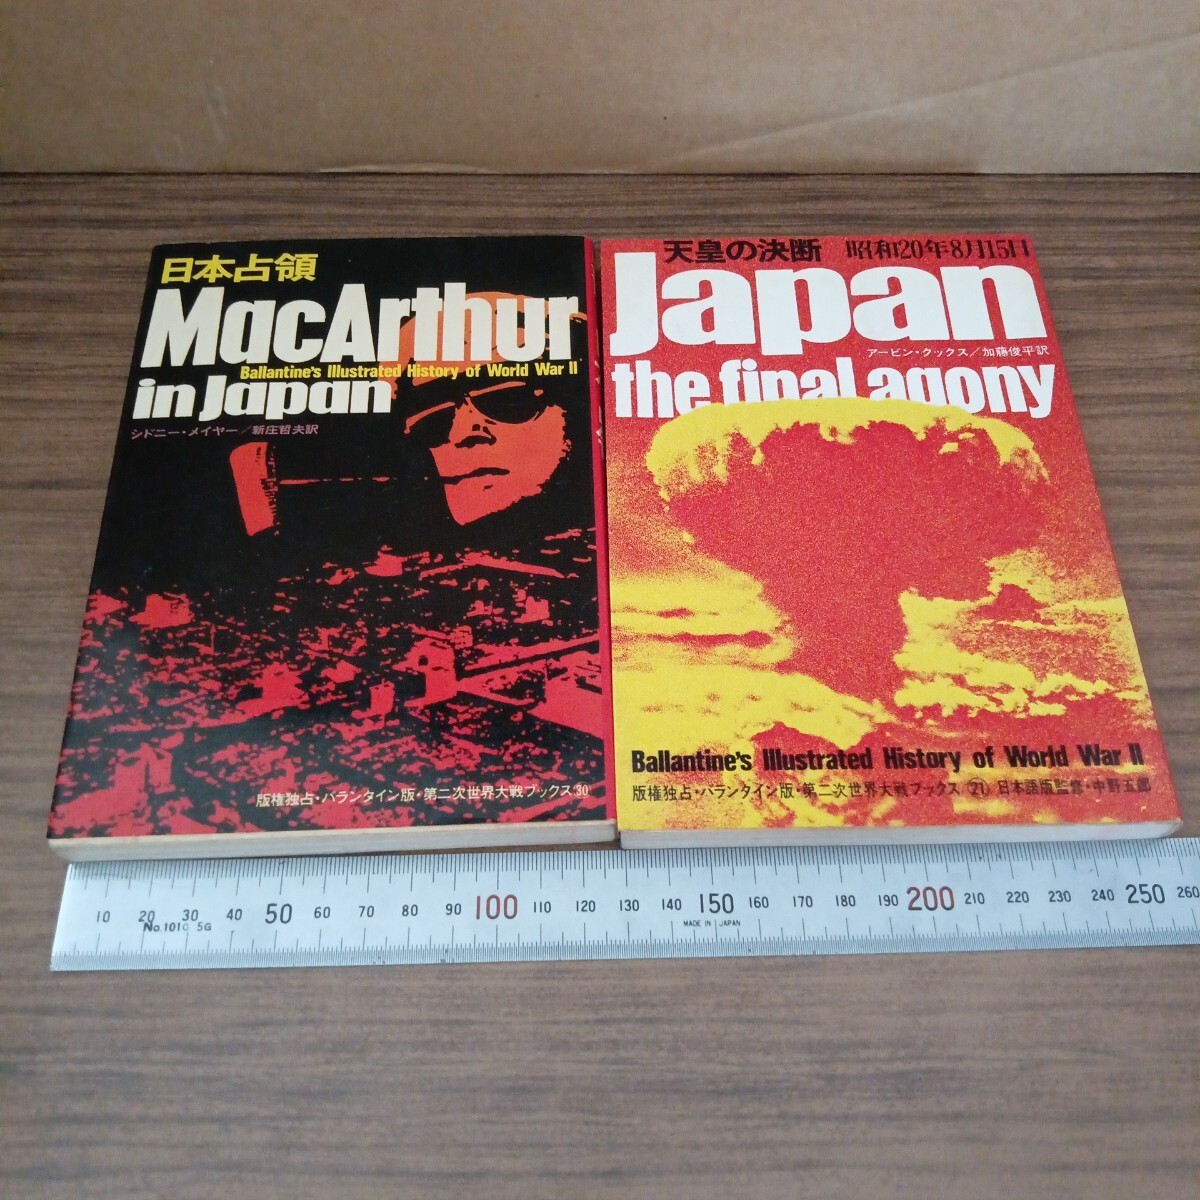 日本占領
MacArthur
Ballantine's Illustrated History of World War II
in Japan
シドニー・メイヤー／新庄哲夫訳
版権独占・バランタイン版・第二次世界大戦ブックス 30
天皇の決断 昭和20年8月15日
Japan
アービン・クックス／加藤俊平訳
the final agony
Ballantine's Illustrated History of World War II
版権独占・バランタイン版・第二次世界大戦ブックス ㉑ 日本語版監修・中野五郎
10 20 30 40 50 60 70 80 90 100 110 120 130 140 150 160 170 180 190 200 210 220 230 240 250 260
MADE IN JAPAN